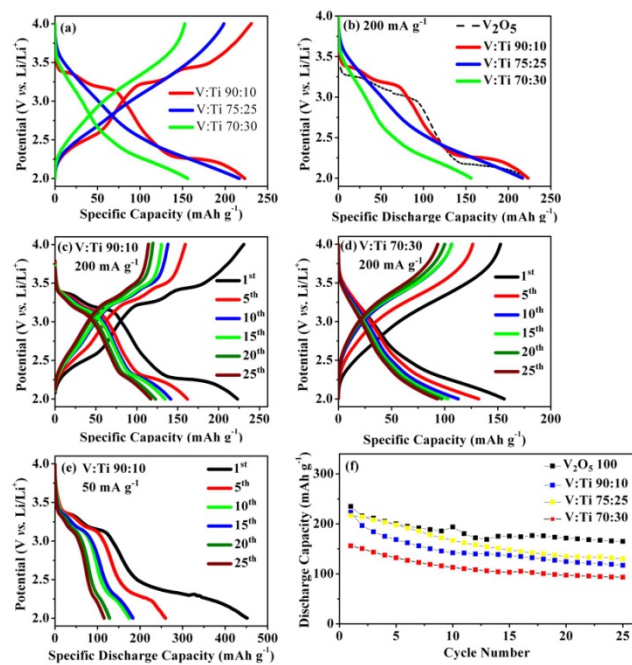 (a)
V:Ti 90:10
V:Ti 75:25
V:Ti 70:30
Potential (V vs. Li/Li⁺)
4.0
3.5
3.0
2.5
2.0
0 50 100 150 200 250
Specific Capacity (mAh g⁻¹)
(b) 200 mA g⁻¹
V₂O₅
V:Ti 90:10
V:Ti 75:25
V:Ti 70:30
Potential (V vs. Li/Li⁺)
4.0
3.5
3.0
2.5
2.0
0 50 100 150 200 250
Specific Discharge Capacity (mAh g⁻¹)
(c) V:Ti 90:10
200 mA g⁻¹
1ˢᵗ
5ᵗʰ
10ᵗʰ
15ᵗʰ
20ᵗʰ
25ᵗʰ
Potential (V vs. Li/Li⁺)
4.0
3.5
3.0
2.5
2.0
0 50 100 150 200 250
Specific Capacity (mAh g⁻¹)
(d) V:Ti 70:30
200 mA g⁻¹
1ˢᵗ
5ᵗʰ
10ᵗʰ
15ᵗʰ
20ᵗʰ
25ᵗʰ
Potential (V vs. Li/Li⁺)
4.0
3.5
3.0
2.5
2.0
0 50 100 150 200
Specific Capacity (mAh g⁻¹)
(e) V:Ti 90:10
50 mA g⁻¹
1ˢᵗ
5ᵗʰ
10ᵗʰ
15ᵗʰ
20ᵗʰ
25ᵗʰ
Potential (V vs. Li/Li⁺)
4.0
3.5
3.0
2.5
2.0
0 100 200 300 400 500
Specific Discharge Capacity (mAh g⁻¹)
(f)
V₂O₅ 100
V:Ti 90:10
V:Ti 75:25
V:Ti 70:30
Discharge Capacity (mAh g⁻¹)
300
200
100
0
0 5 10 15 20 25
Cycle Number